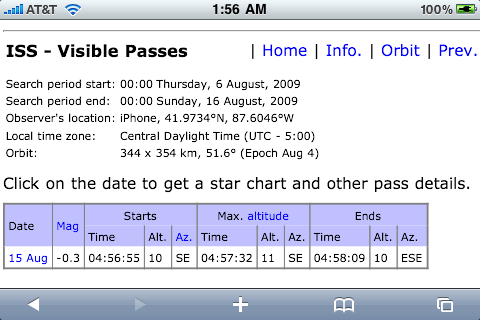 AT&T 1:56 AM 100%
ISS - Visible Passes | Home | Info. | Orbit | Prev.
Search period start: 00:00 Thursday, 6 August, 2009
Search period end: 00:00 Sunday, 16 August, 2009
Observer's location: iPhone, 41.9734°N, 87.6046°W
Local time zone: Central Daylight Time (UTC - 5:00)
Orbit: 344 x 354 km, 51.6° (Epoch Aug 4)
Click on the date to get a star chart and other pass details.
Date Mag Starts Max. altitude Ends
Time Alt. Az. Time Alt. Az. Time Alt. Az.
15 Aug -0.3 04:56:55 10 SE 04:57:32 11 SE 04:58:09 10 ESE